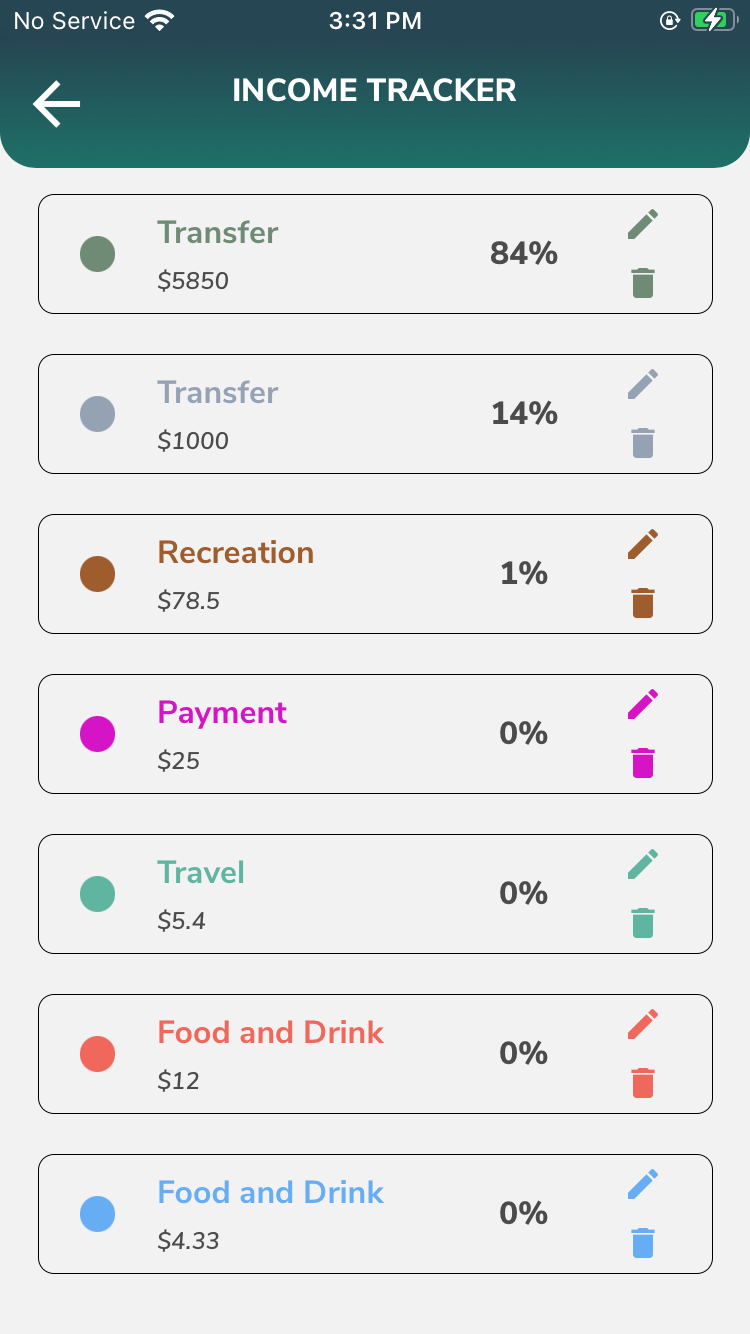 No Service 3:31 PM
INCOME TRACKER
Transfer
$5850
84%
Transfer
$1000
14%
Recreation
$78.5
1%
Payment
$25
0%
Travel
$5.4
0%
Food and Drink
$12
0%
Food and Drink
$4.33
0%